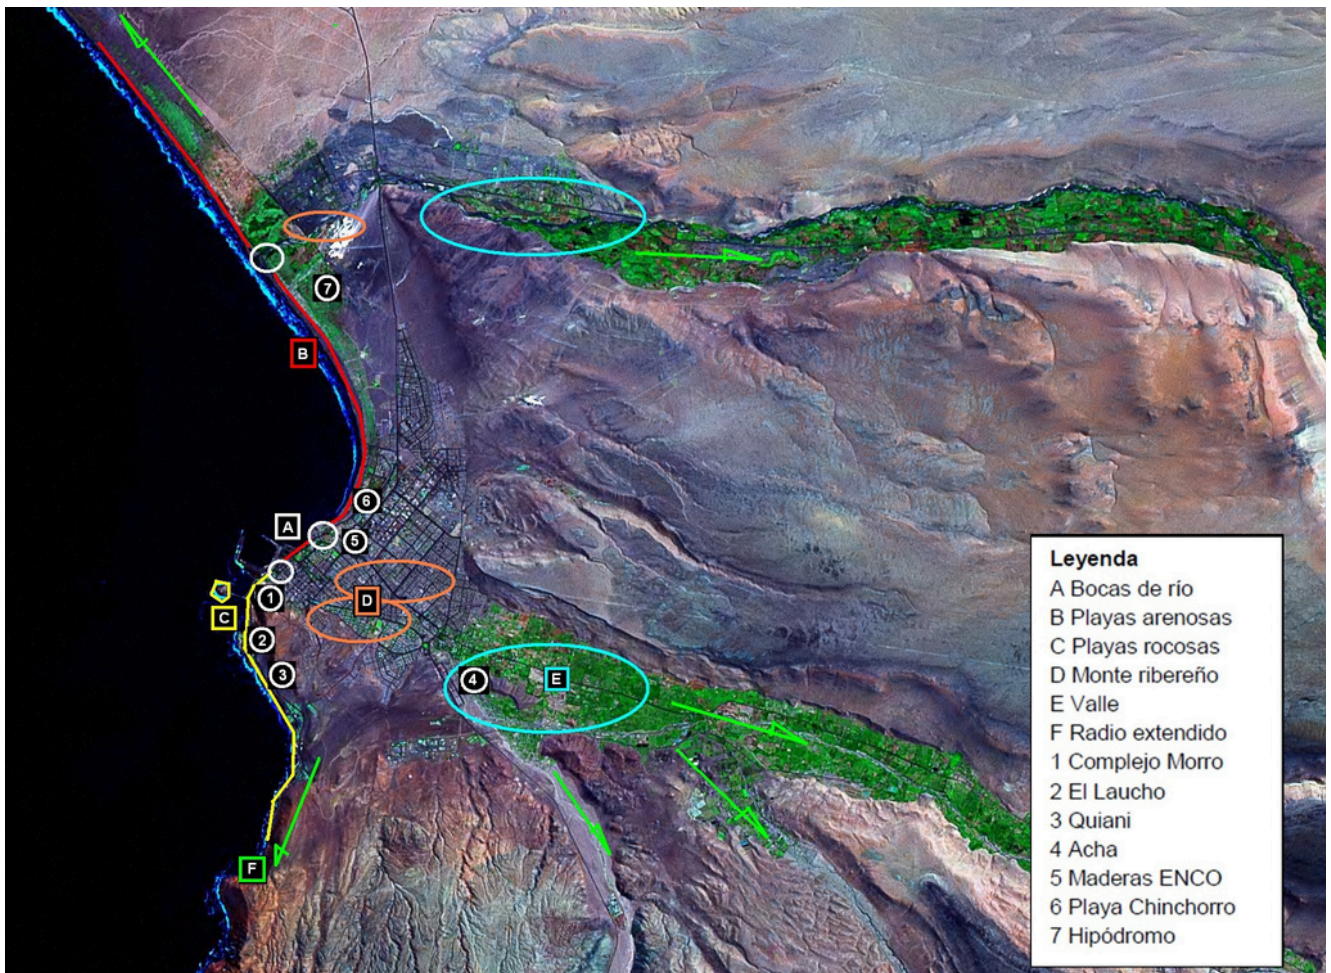 7
B
6
A
5
1
D
C
2
3
4
E
F
Leyenda
A Bocas de río
B Playas arenosas
C Playas rocosas
D Monte ribereño
E Valle
F Radio extendido
1 Complejo Morro
2 El Laucho
3 Quiani
4 Acha
5 Maderas ENCO
6 Playa Chinchorro
7 Hipódromo